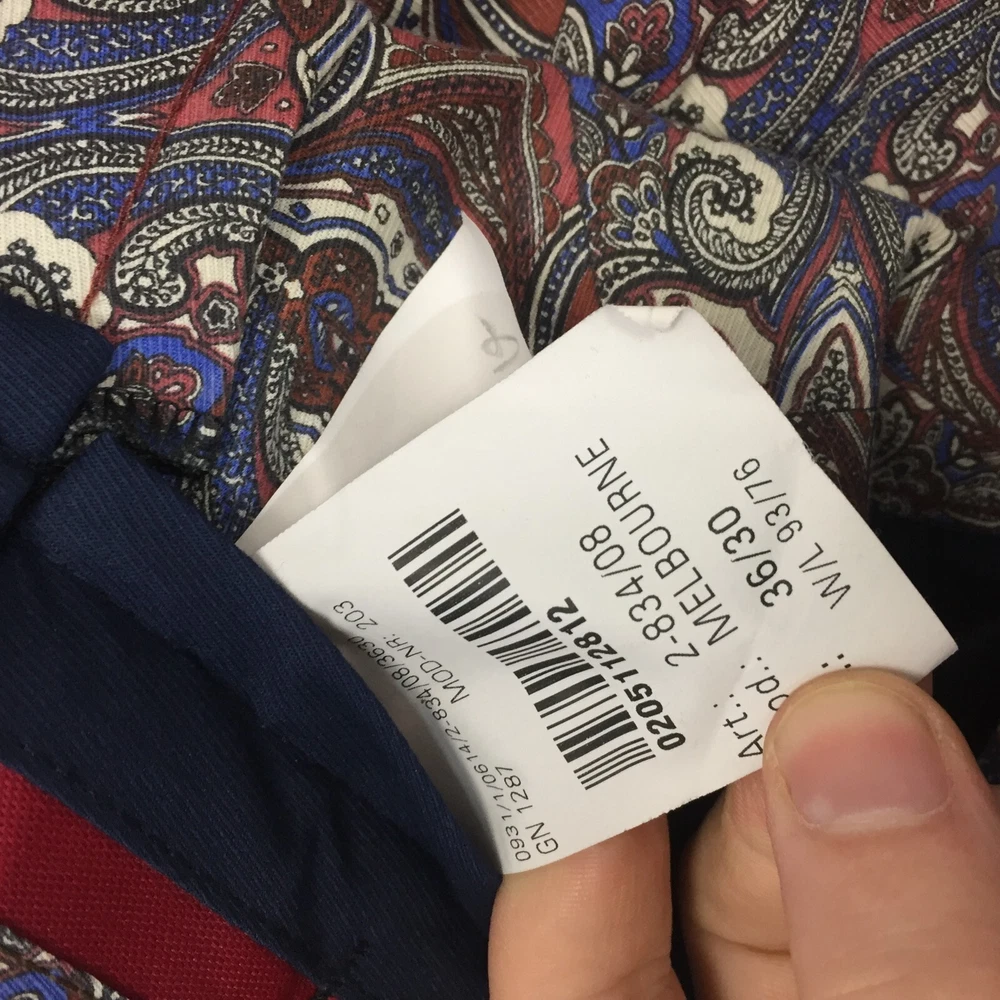 Art.: 2-834/08
od.: MELBOURNE
36/30
W/L 93/76
0205112812
MOD-NR: 203
0931/1/0614/2-834/08/3630
GN 1287